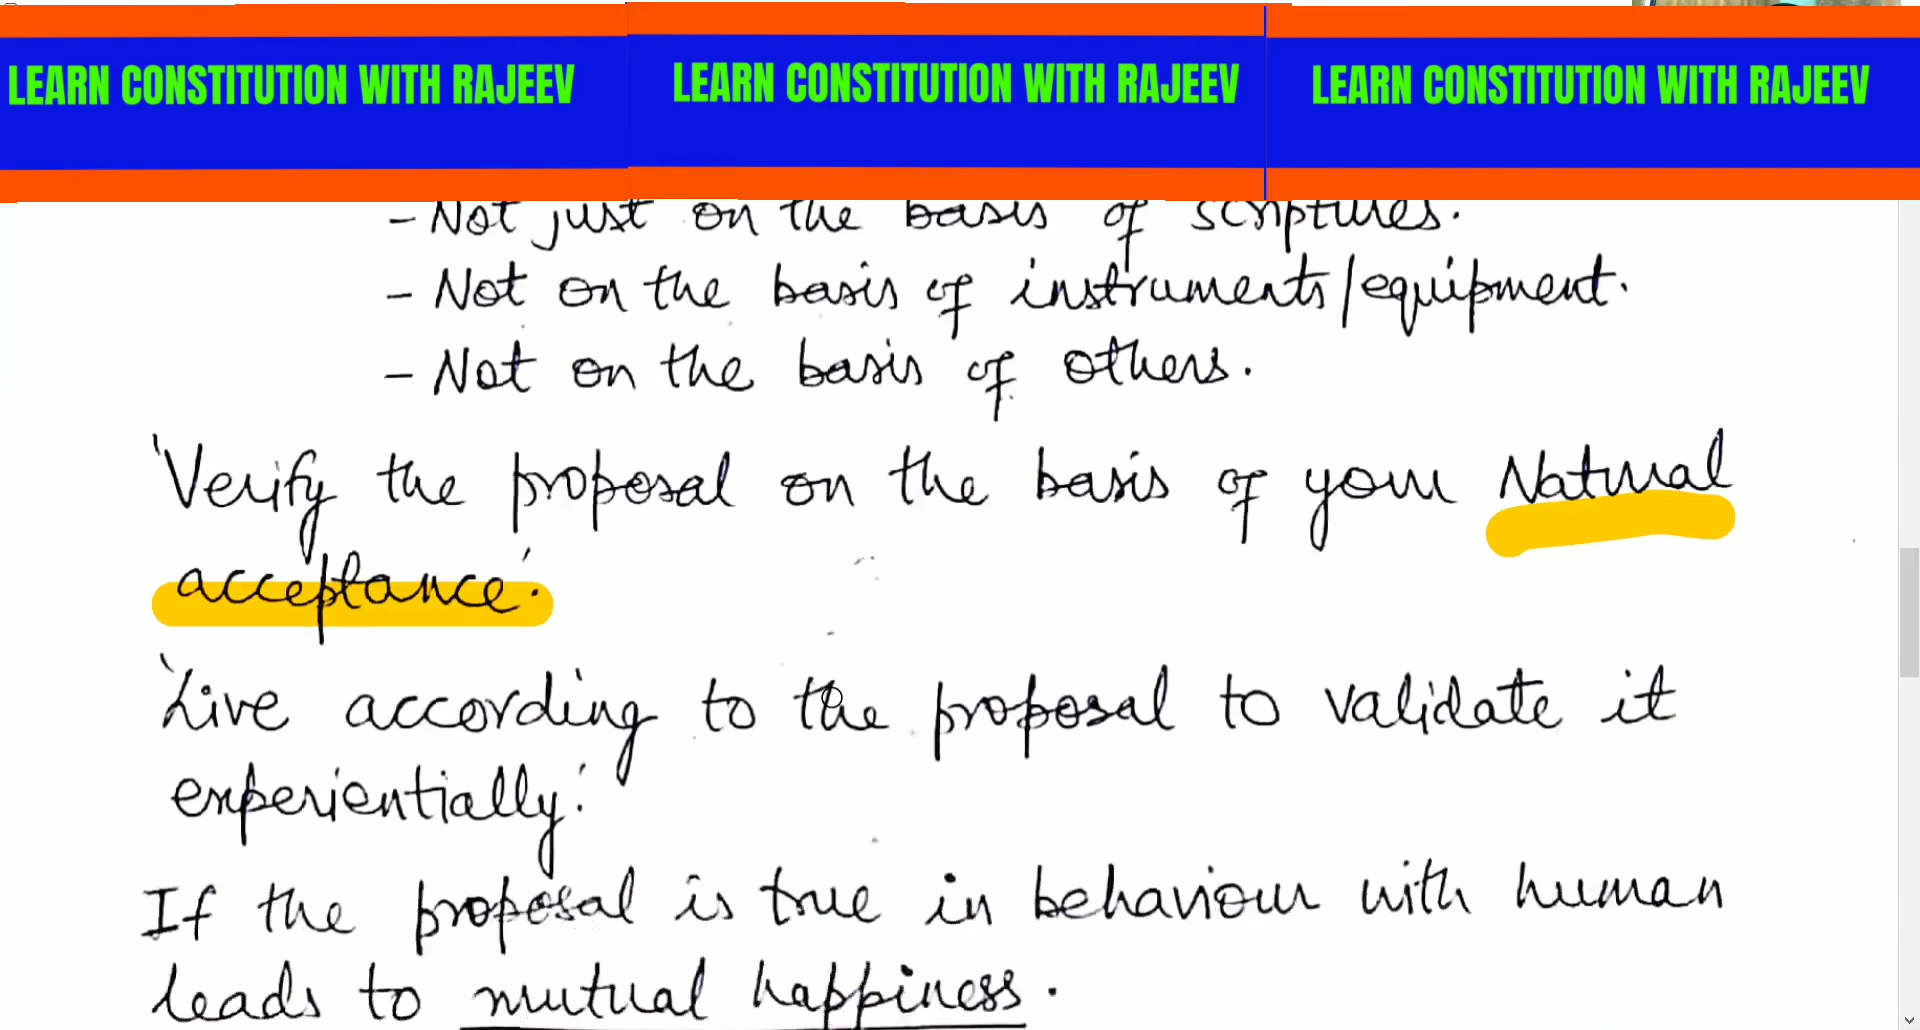 LEARN CONSTITUTION WITH RAJEEV LEARN CONSTITUTION WITH RAJEEV LEARN CONSTITUTION WITH RAJEEV
- Not just on the basis of scriptures.
- Not on the basis of instruments/equipment.
- Not on the basis of others.
'Verify the proposal on the basis of your Natural
acceptance'.
'Live according to the proposal to validate it
experientially'.
If the proposal is true in behaviour with human
leads to mutual happiness.